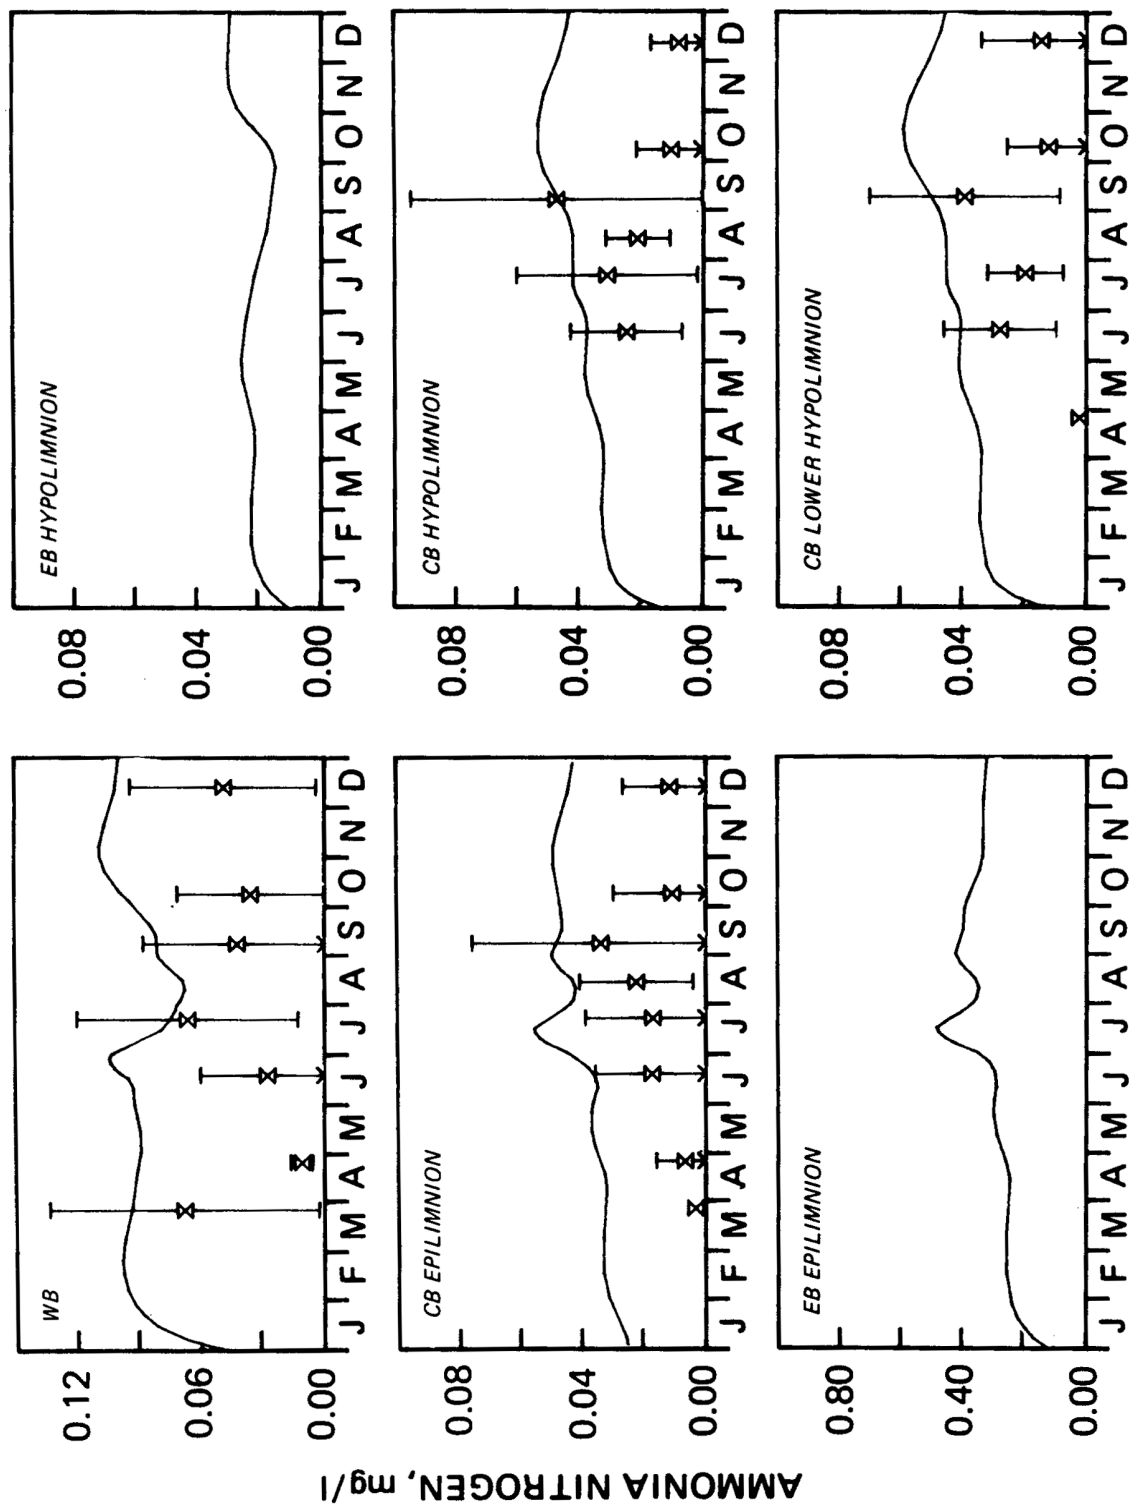 AMMONIA NITROGEN, mg/l
WB
0.12
0.06
0.00
J F M A M J J A S O N D
EB HYPOLIMNION
0.08
0.04
0.00
J F M A M J J A S O N D
CB EPILIMNION
0.08
0.04
0.00
J F M A M J J A S O N D
CB HYPOLIMNION
0.08
0.04
0.00
J F M A M J J A S O N D
EB EPILIMNION
0.80
0.40
0.00
J F M A M J J A S O N D
CB LOWER HYPOLIMNION
0.08
0.04
0.00
J F M A M J J A S O N D